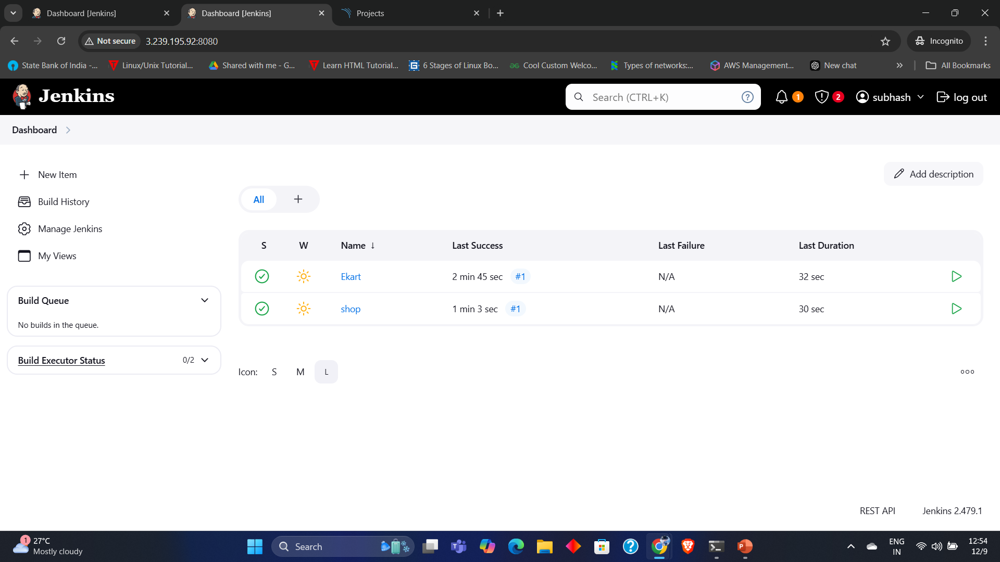 Dashboard [Jenkins]
Dashboard [Jenkins]
Projects
Not secure
3.239.195.92:8080
Incognito
State Bank of India -...
Linux/Unix Tutorial...
Shared with me - G...
Learn HTML Tutorial...
6 Stages of Linux Bo...
Cool Custom Welco...
Types of networks:...
AWS Management...
New chat
All Bookmarks
Jenkins
Search (CTRL+K)
1
2
subhash
log out
Dashboard
New Item
Build History
Manage Jenkins
My Views
Build Queue
No builds in the queue.
Build Executor Status 0/2
Add description
All +
S W Name ↓ Last Success Last Failure Last Duration
Ekart 2 min 45 sec #1 N/A 32 sec
shop 1 min 3 sec #1 N/A 30 sec
Icon: S M L
REST API Jenkins 2.479.1
1
27°C
Mostly cloudy
Search
ENG
IN
12:54
12/9